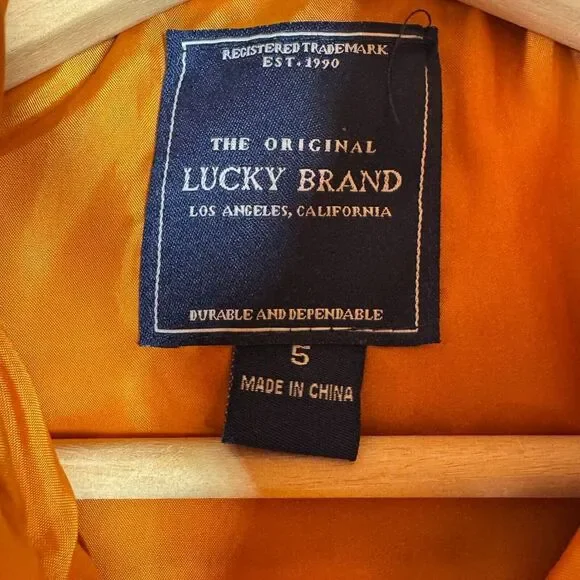 REGISTERED TRADEMARK
EST. 1990
THE ORIGINAL
LUCKY BRAND
LOS ANGELES, CALIFORNIA
DURABLE AND DEPENDABLE
5
MADE IN CHINA